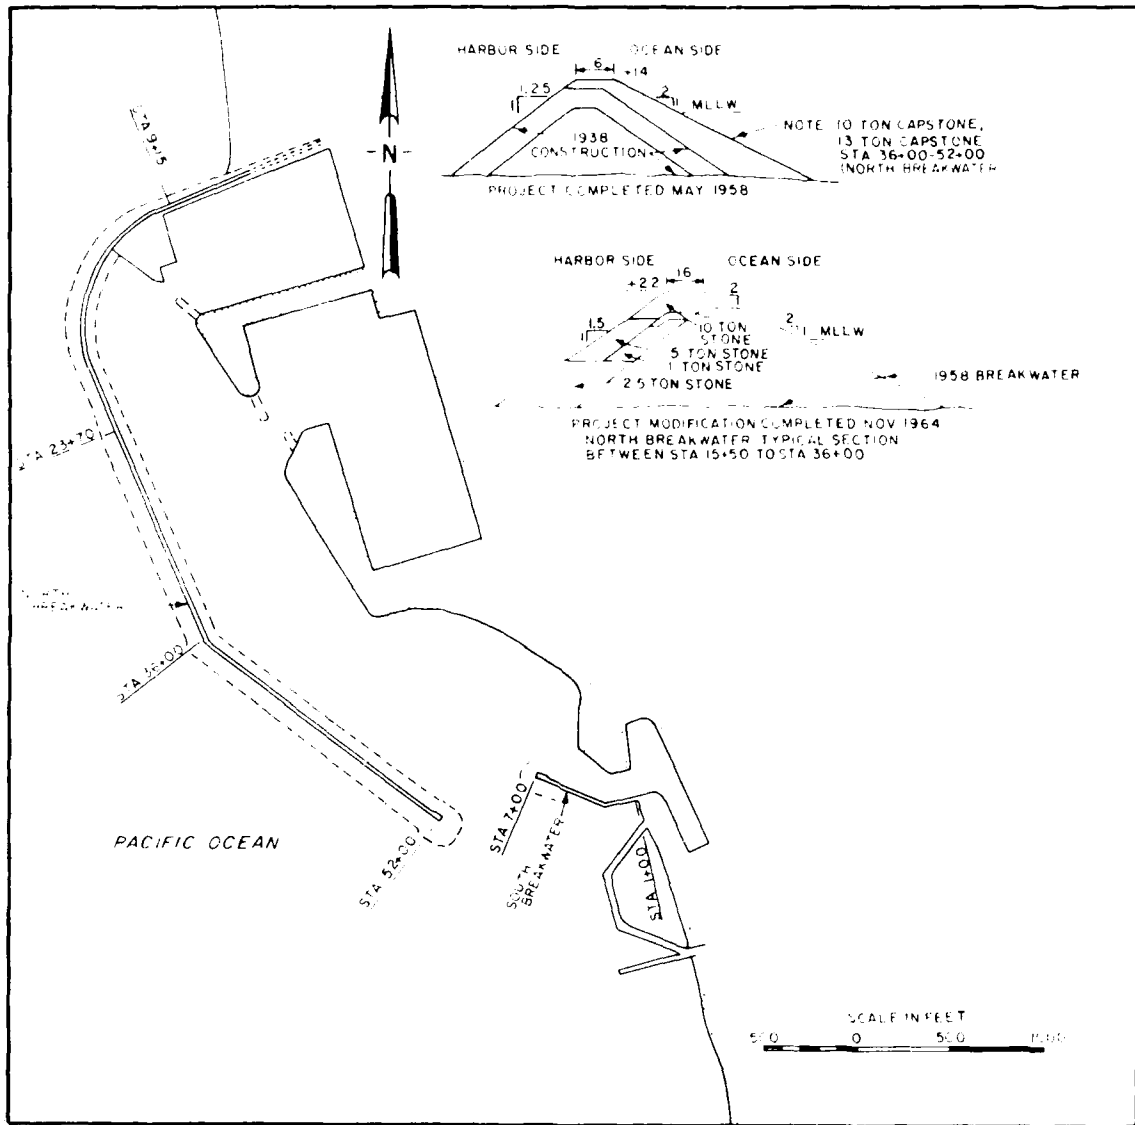 HARBOR SIDE OCEAN SIDE
6
+14
1.25
1
2
1
MLLW
1938
CONSTRUCTION
NOTE 10 TON CAPSTONE,
13 TON CAPSTONE
STA 36+00-52+00
(NORTH BREAKWATER
PROJECT COMPLETED MAY 1958
N
STA 9+15
HARBOR SIDE OCEAN SIDE
16
+22
2
1
1.5
1
2
1
MLLW
10 TON
STONE
5 TON STONE
1 TON STONE
2.5 TON STONE
1958 BREAKWATER
PROJECT MODIFICATION COMPLETED NOV 1964
NORTH BREAKWATER TYPICAL SECTION
BETWEEN STA 15+50 TO STA 36+00
STA 23+70
BREAKWATER
STA 36+00
PACIFIC OCEAN
STA 52+00
STA 7+00
SOUTH
BREAKWATER
STA 1+00
SCALE IN FEET
500 0 500 1000